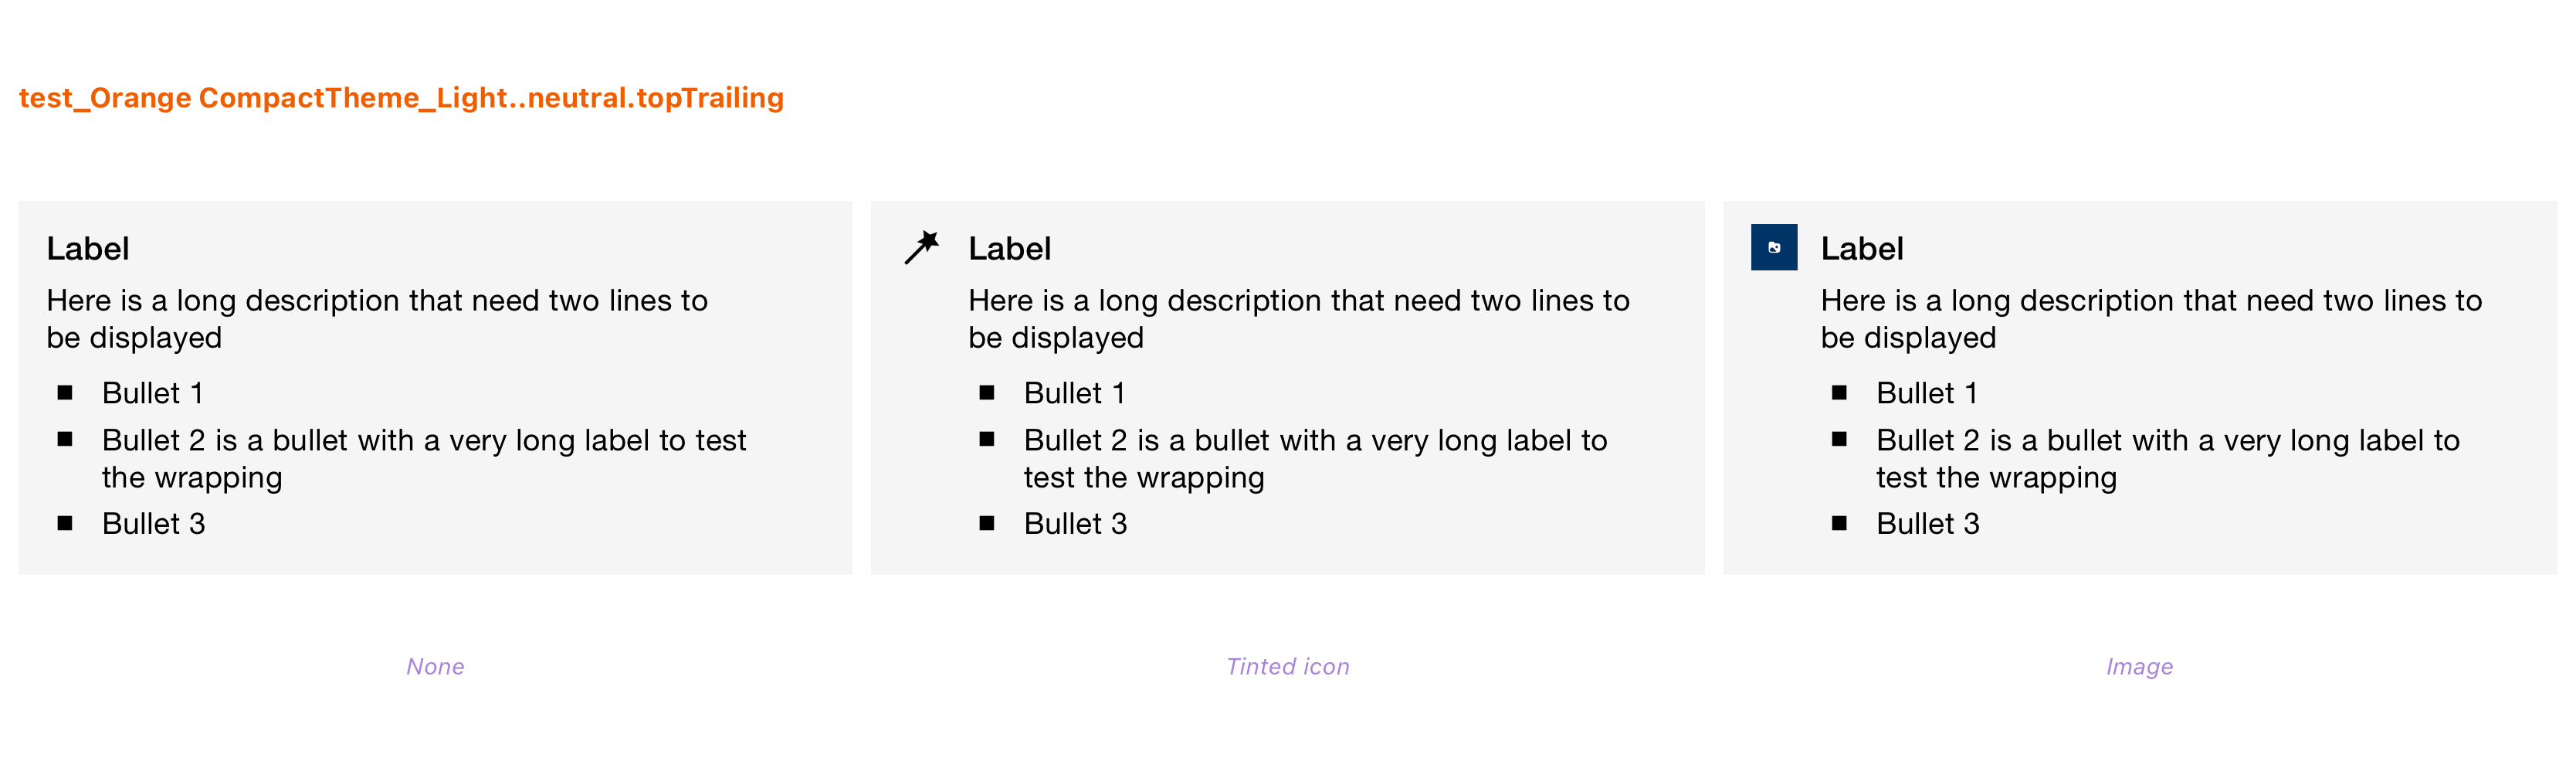 test_Orange CompactTheme_Light..neutral.topTrailing
Label
Here is a long description that need two lines to
be displayed
■ Bullet 1
■ Bullet 2 is a bullet with a very long label to test
the wrapping
■ Bullet 3
None
Label
Here is a long description that need two lines to
be displayed
■ Bullet 1
■ Bullet 2 is a bullet with a very long label to
test the wrapping
■ Bullet 3
Tinted icon
Label
Here is a long description that need two lines to
be displayed
■ Bullet 1
■ Bullet 2 is a bullet with a very long label to
test the wrapping
■ Bullet 3
Image